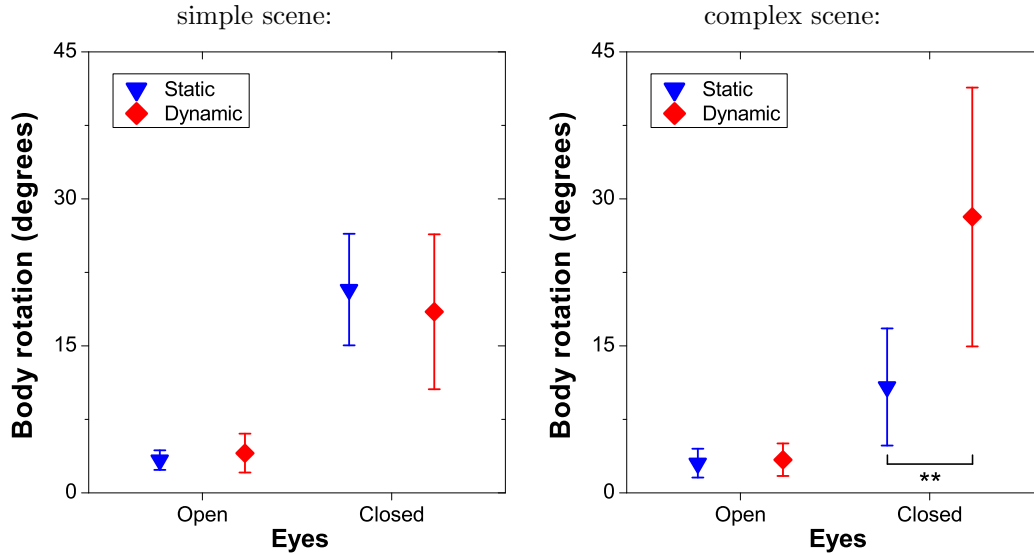 simple scene:
45
30
15
0
Body rotation (degrees)
Static
Dynamic
Open
Closed
Eyes
complex scene:
45
30
15
0
Body rotation (degrees)
Static
Dynamic
**
Open
Closed
Eyes